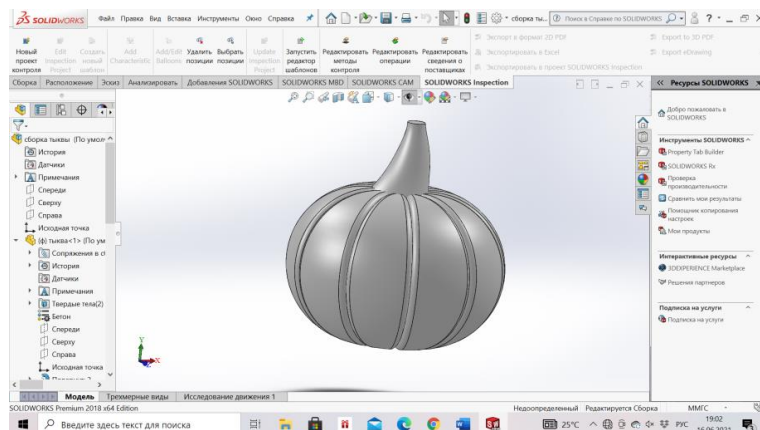 SOLIDWORKS Файл Правка Вид Вставка Инструменты Окно Справка сборка ты... Поиск в Справке по SOLIDWORKS
Новый проект контроля
Edit Inspection Project
Создать новый шаблон
Add Characteristic
Add/Edit Balloons
Удалить позиции
Выбрать позиции
Update Inspection Project
Запустить редактор шаблонов
Редактировать методы контроля
Редактировать операции
Редактировать сведения о поставщиках
Экспорт в формат 2D PDF
Экспортировать в Excel
Экспортировать в проект SOLIDWORKS Inspection
Export to 3D PDF
Export eDrawing
Сборка Расположение Эскиз Анализировать Добавления SOLIDWORKS SOLIDWORKS MBD SOLIDWORKS CAM SOLIDWORKS Inspection
Ресурсы SOLIDWORKS
сборка тыквы (По умол
История
Датчики
Примечания
Спереди
Сверху
Справа
Исходная точка
(ф) тыква<1> (По ум
Сопряжения в сб
История
Датчики
Примечания
Твердые тела(2)
Бетон
Спереди
Сверху
Справа
Исходная точка
Y
X
Добро пожаловать в
SOLIDWORKS
Инструменты SOLIDWORKS
Property Tab Builder
SOLIDWORKS Rx
Проверка
производительности
Сравнить мои результаты
Помощник копирования
настроек
Мои продукты
Интерактивные ресурсы
3DEXPERIENCE Marketplace
Решения партнеров
Подписка на услуги
Подписка на услуги
Модель Трехмерные виды Исследование движения 1
SOLIDWORKS Premium 2018 x64 Edition Недоопределенный Редактируется Сборка ММГС
Введите здесь текст для поиска 25°C РУС 19:02
16.06.2021